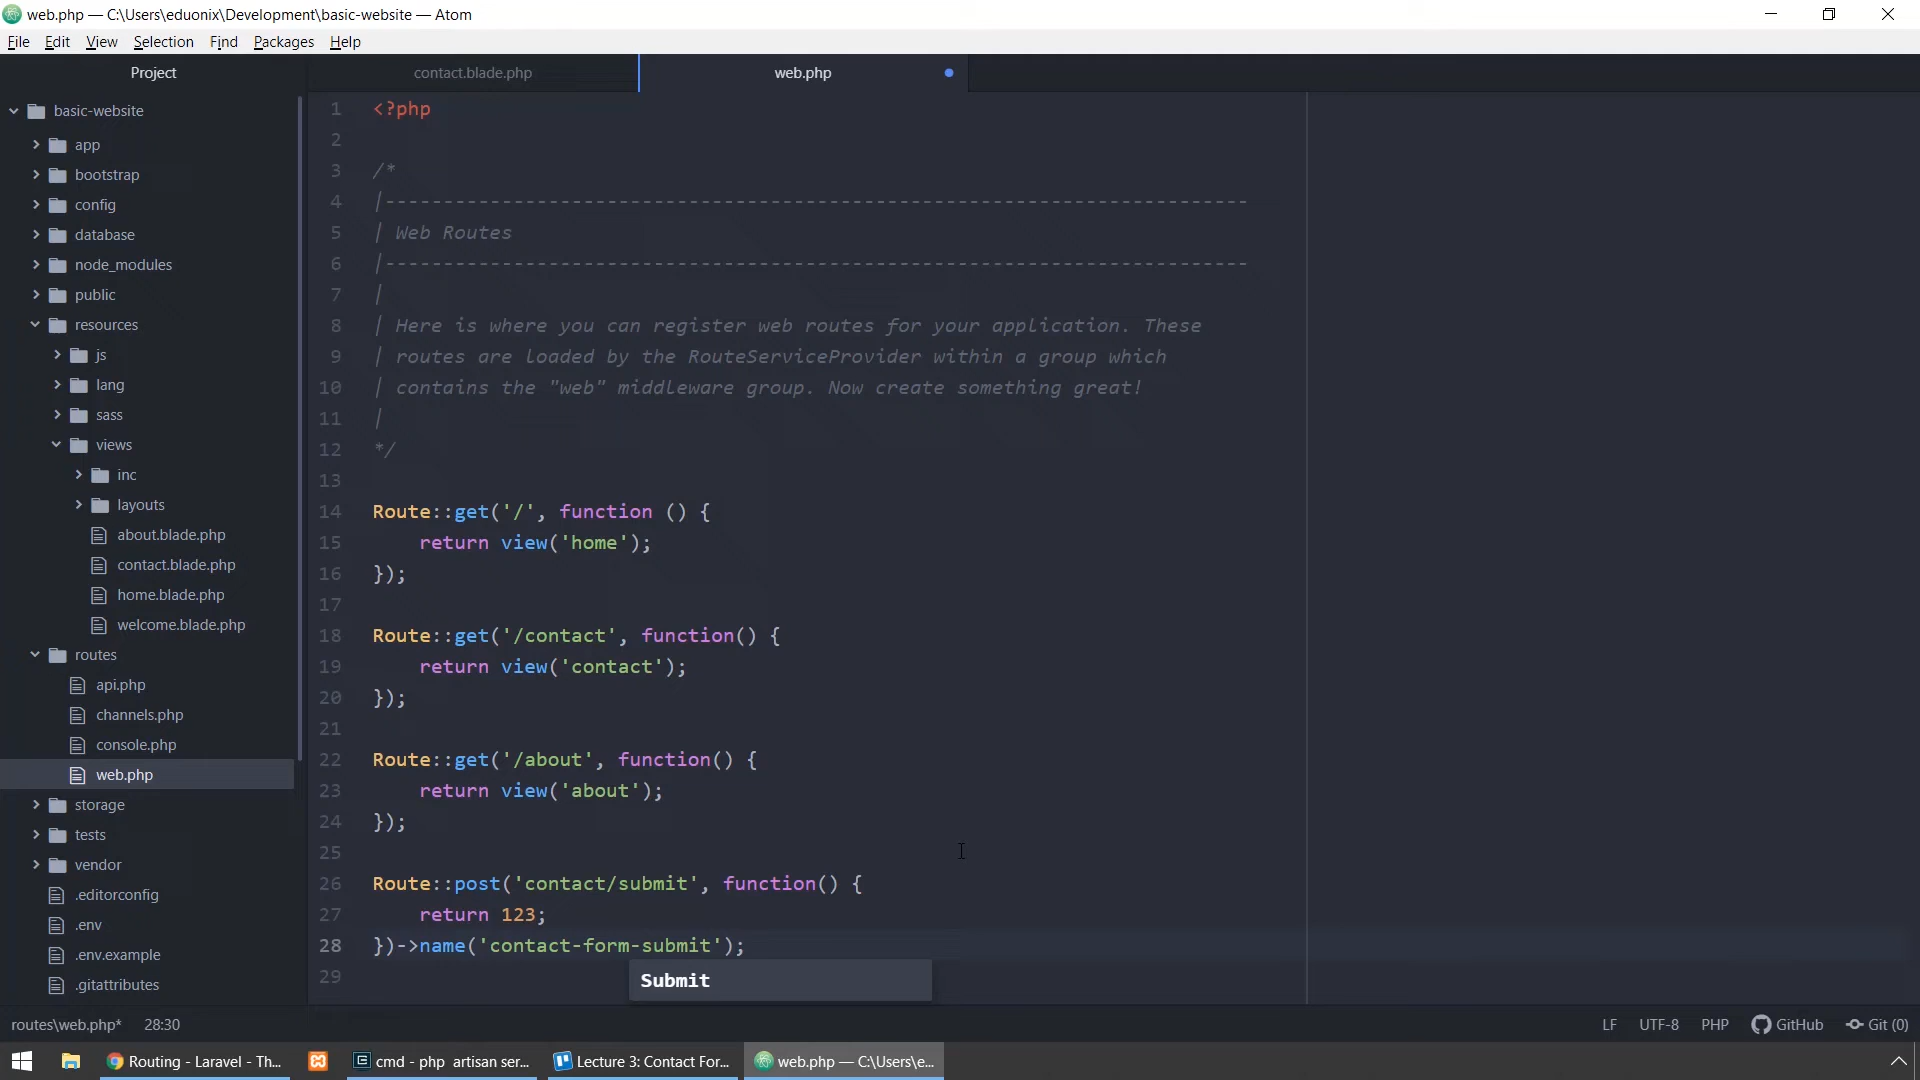 web.php — C:\Users\eduonix\Development\basic-website — Atom
File Edit View Selection Find Packages Help
Project
contact.blade.php
web.php
basic-website
app
bootstrap
config
database
node_modules
public
resources
js
lang
sass
views
inc
layouts
about.blade.php
contact.blade.php
home.blade.php
welcome.blade.php
routes
api.php
channels.php
console.php
web.php
storage
tests
vendor
.editorconfig
.env
.env.example
.gitattributes
1 <?php
2
3 /*
4 |--------------------------------------------------------------------------
5 | Web Routes
6 |--------------------------------------------------------------------------
7 |
8 | Here is where you can register web routes for your application. These
9 | routes are loaded by the RouteServiceProvider within a group which
10 | contains the "web" middleware group. Now create something great!
11 |
12 */
13
14 Route::get('/', function () {
15     return view('home');
16 });
17
18 Route::get('/contact', function() {
19     return view('contact');
20 });
21
22 Route::get('/about', function() {
23     return view('about');
24 });
25
26 Route::post('contact/submit', function() {
27     return 123;
28 })->name('contact-form-submit');
29
Submit
routes\web.php* 28:30
LF UTF-8 PHP GitHub Git (0)
Routing - Laravel - Th...
cmd - php artisan ser...
Lecture 3: Contact For...
web.php — C:\Users\e...